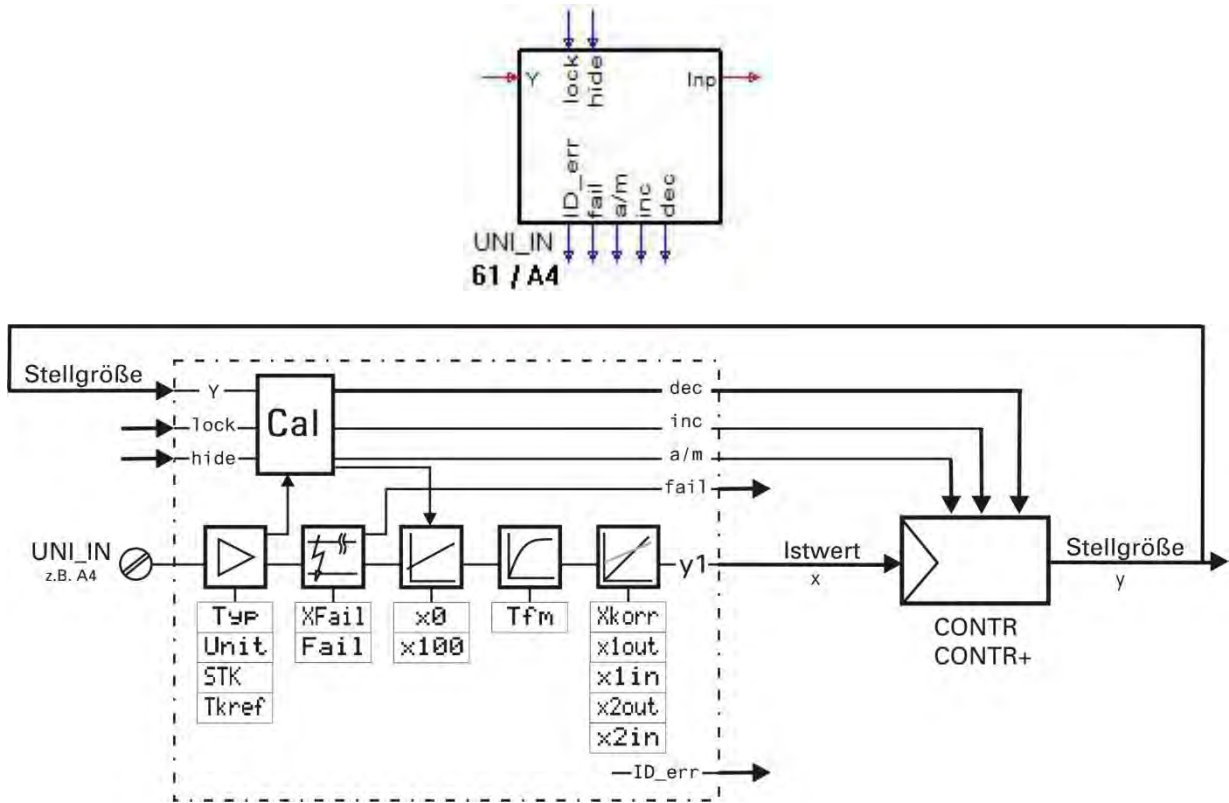 lock
hide
Y
Inp
ID_err
fail
a/m
inc
dec
UNI_IN
61 / A4
Stellgröße
Y
lock
hide
Cal
dec
inc
a/m
fail
UNI_IN
z.B. A4
y1
Istwert
x
Stellgröße
y
CONTR
CONTR+
Typ
Unit
STK
Tkref
XFail
Fail
x0
x100
Tfm
Xkorr
x1out
x1in
x2out
x2in
ID_err